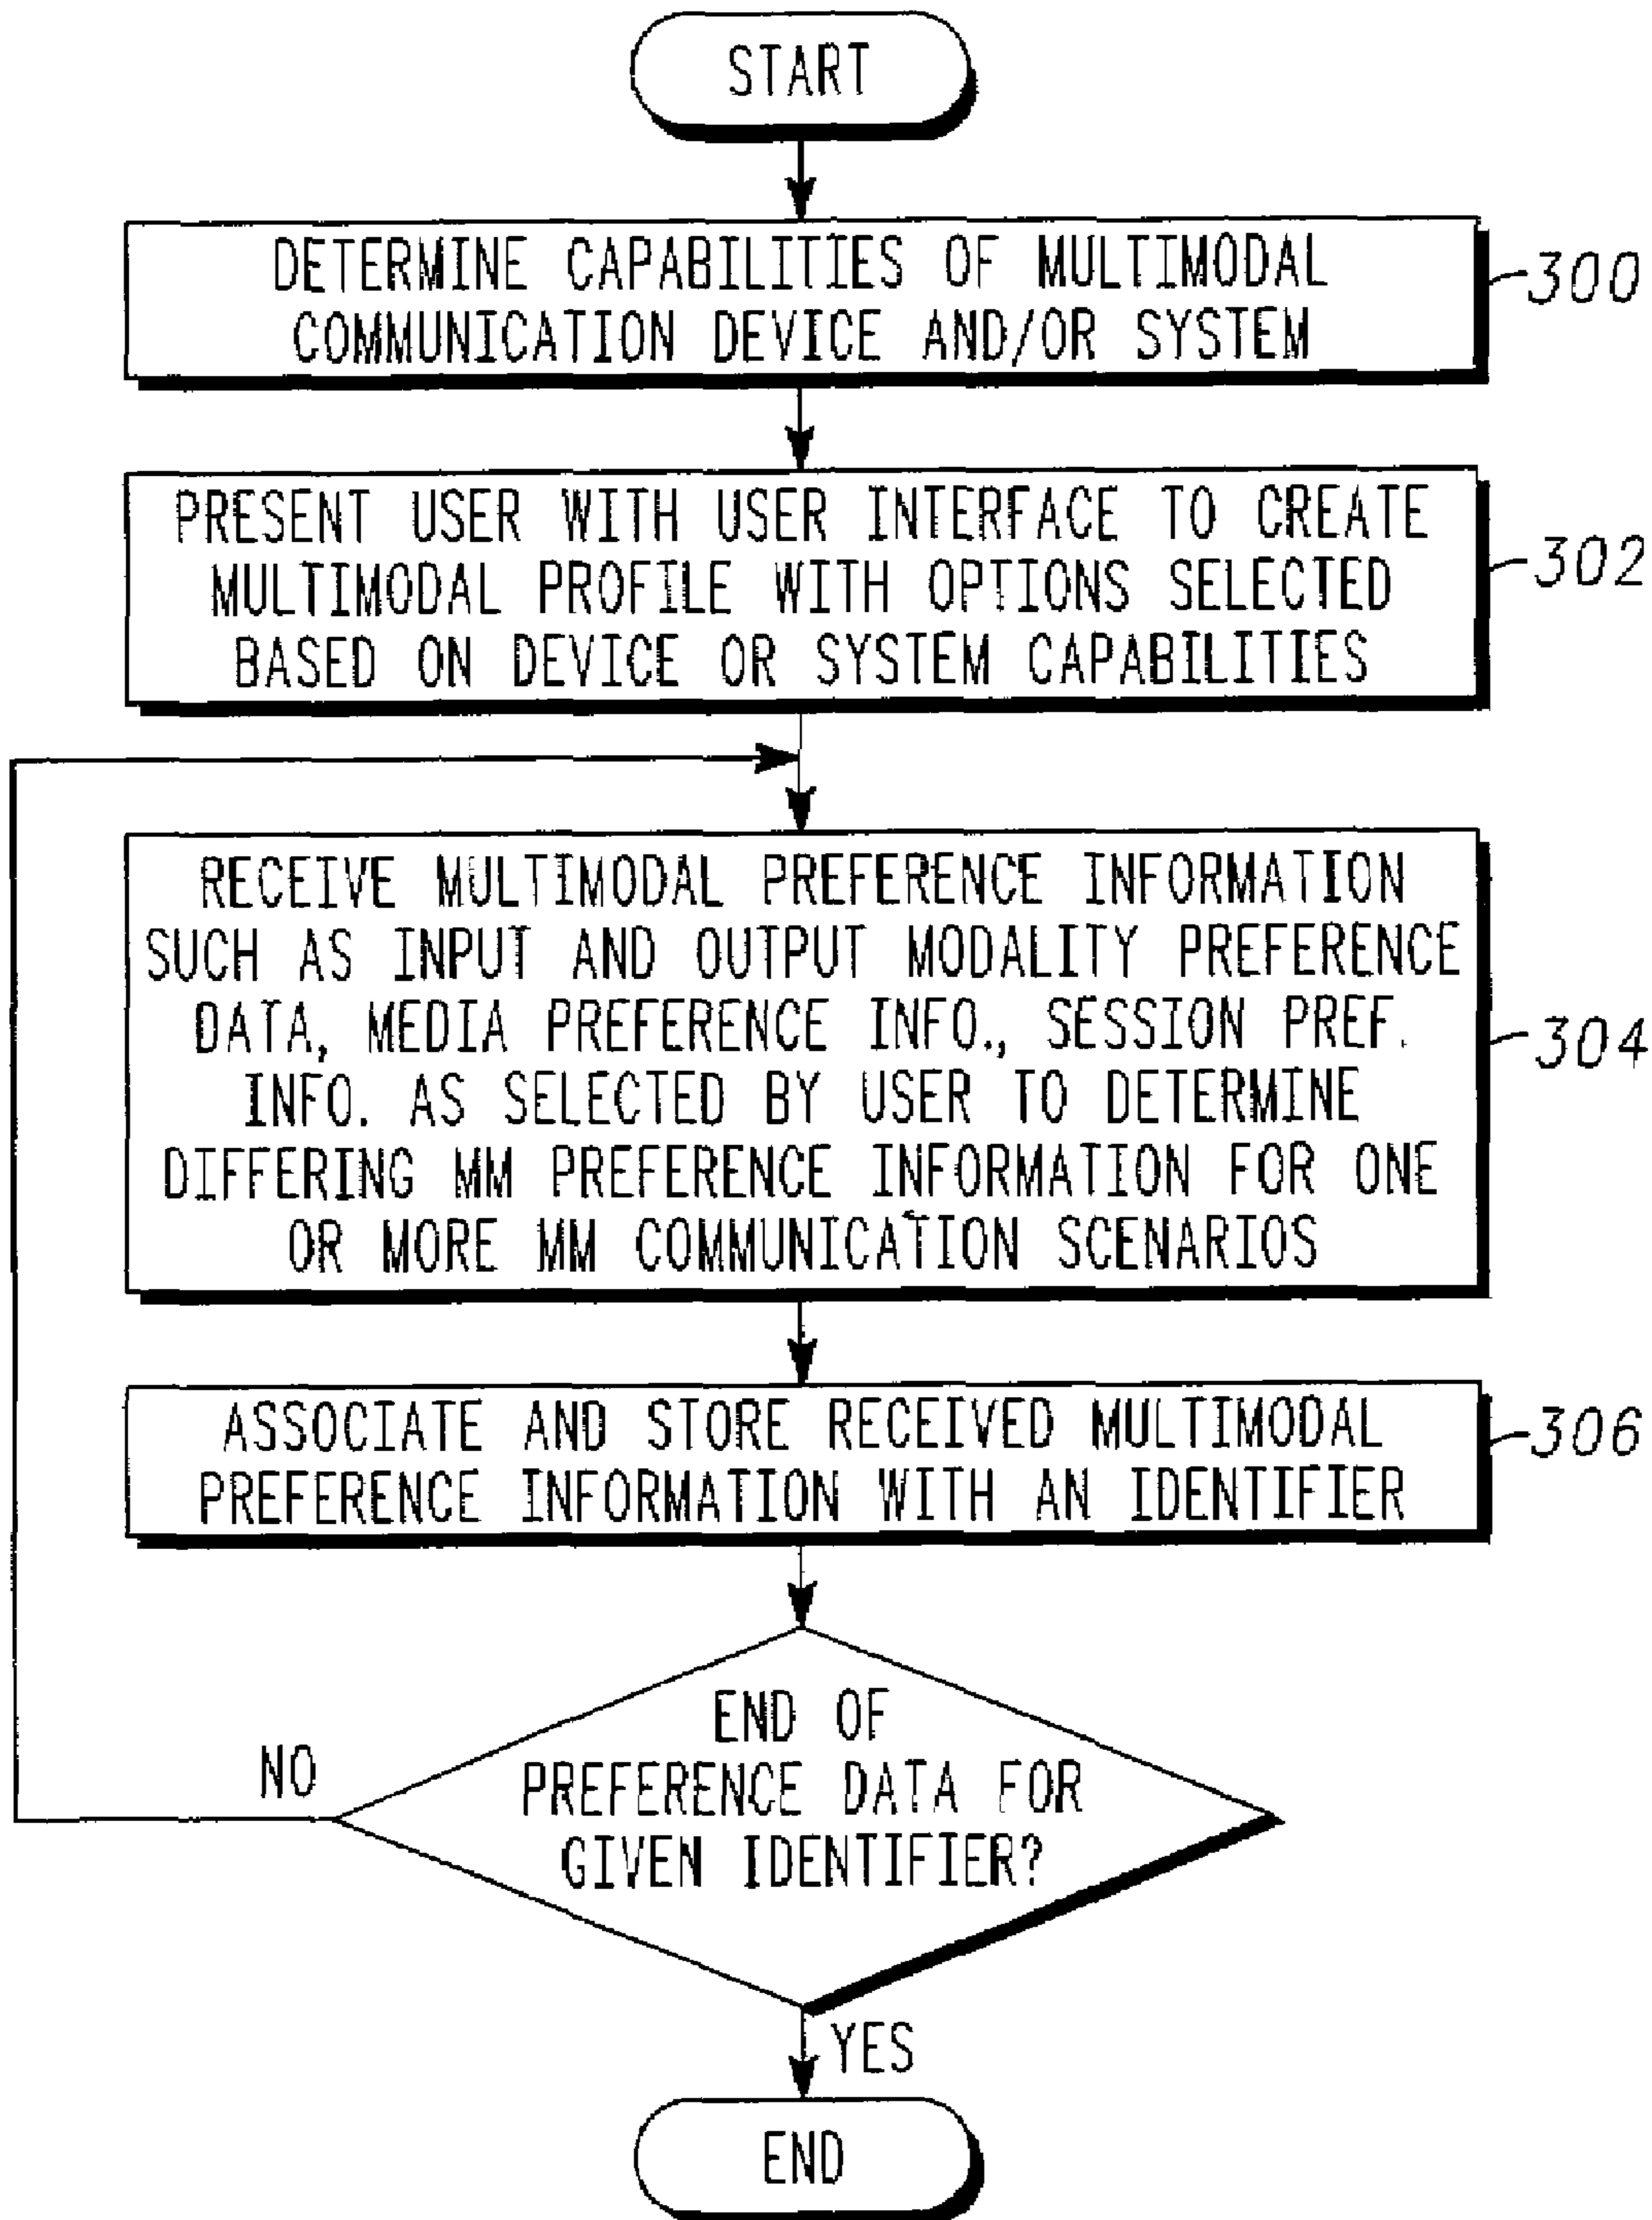 START
DETERMINE CAPABILITIES OF MULTIMODAL
COMMUNICATION DEVICE AND/OR SYSTEM
300
PRESENT USER WITH USER INTERFACE TO CREATE
MULTIMODAL PROFILE WITH OPTIONS SELECTED
BASED ON DEVICE OR SYSTEM CAPABILITIES
302
RECEIVE MULTIMODAL PREFERENCE INFORMATION
SUCH AS INPUT AND OUTPUT MODALITY PREFERENCE
DATA, MEDIA PREFERENCE INFO., SESSION PREF.
INFO. AS SELECTED BY USER TO DETERMINE
DIFFERING MM PREFERENCE INFORMATION FOR ONE
OR MORE MM COMMUNICATION SCENARIOS
304
ASSOCIATE AND STORE RECEIVED MULTIMODAL
PREFERENCE INFORMATION WITH AN IDENTIFIER
306
END OF
PREFERENCE DATA FOR
GIVEN IDENTIFIER?
NO
YES
END